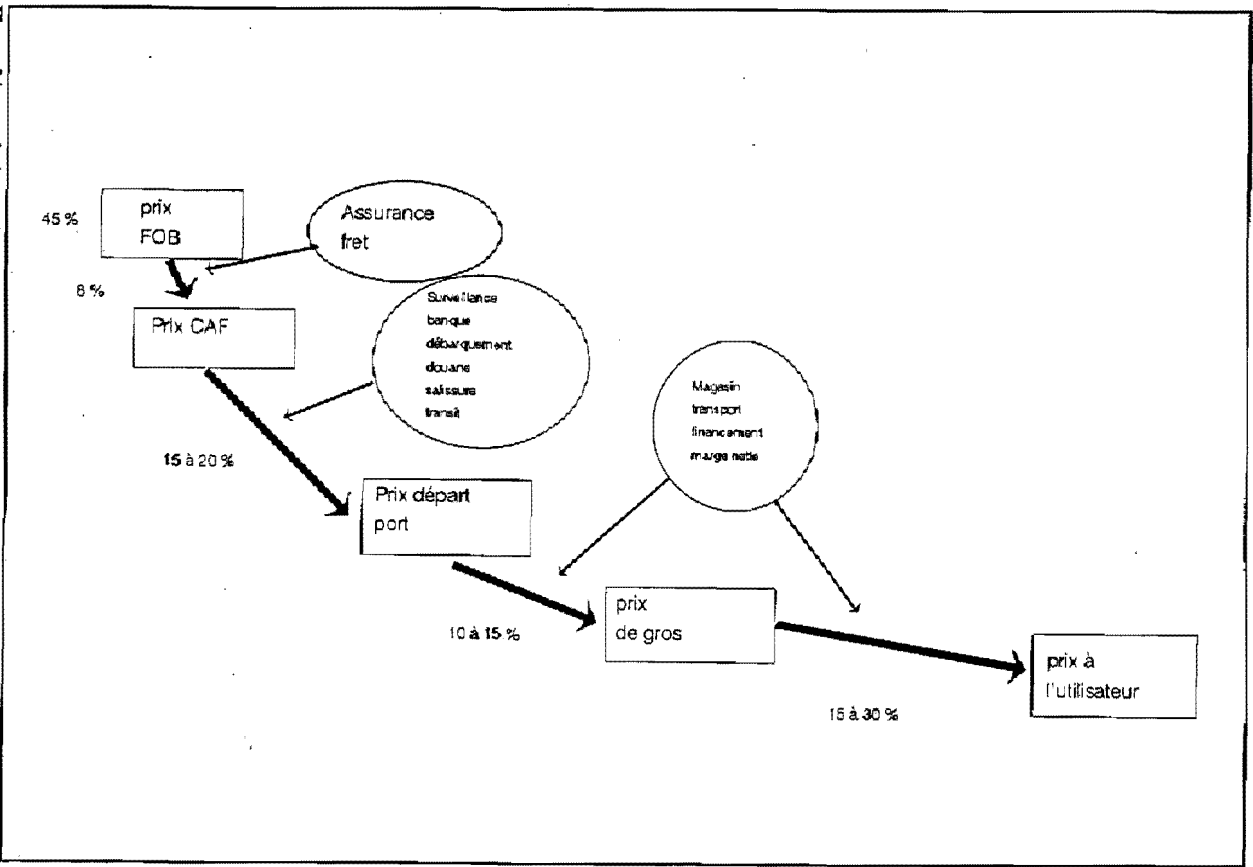 45 %
prix
FOB
Assurance
fret
8 %
Prix CAF
Surveillance
banque
débarquement
douane
salissure
transit
15 à 20 %
Magasin
transport
financement
marge nette
Prix départ
port
10 à 15 %
prix
de gros
15 à 30 %
prix à
l'utilisateur